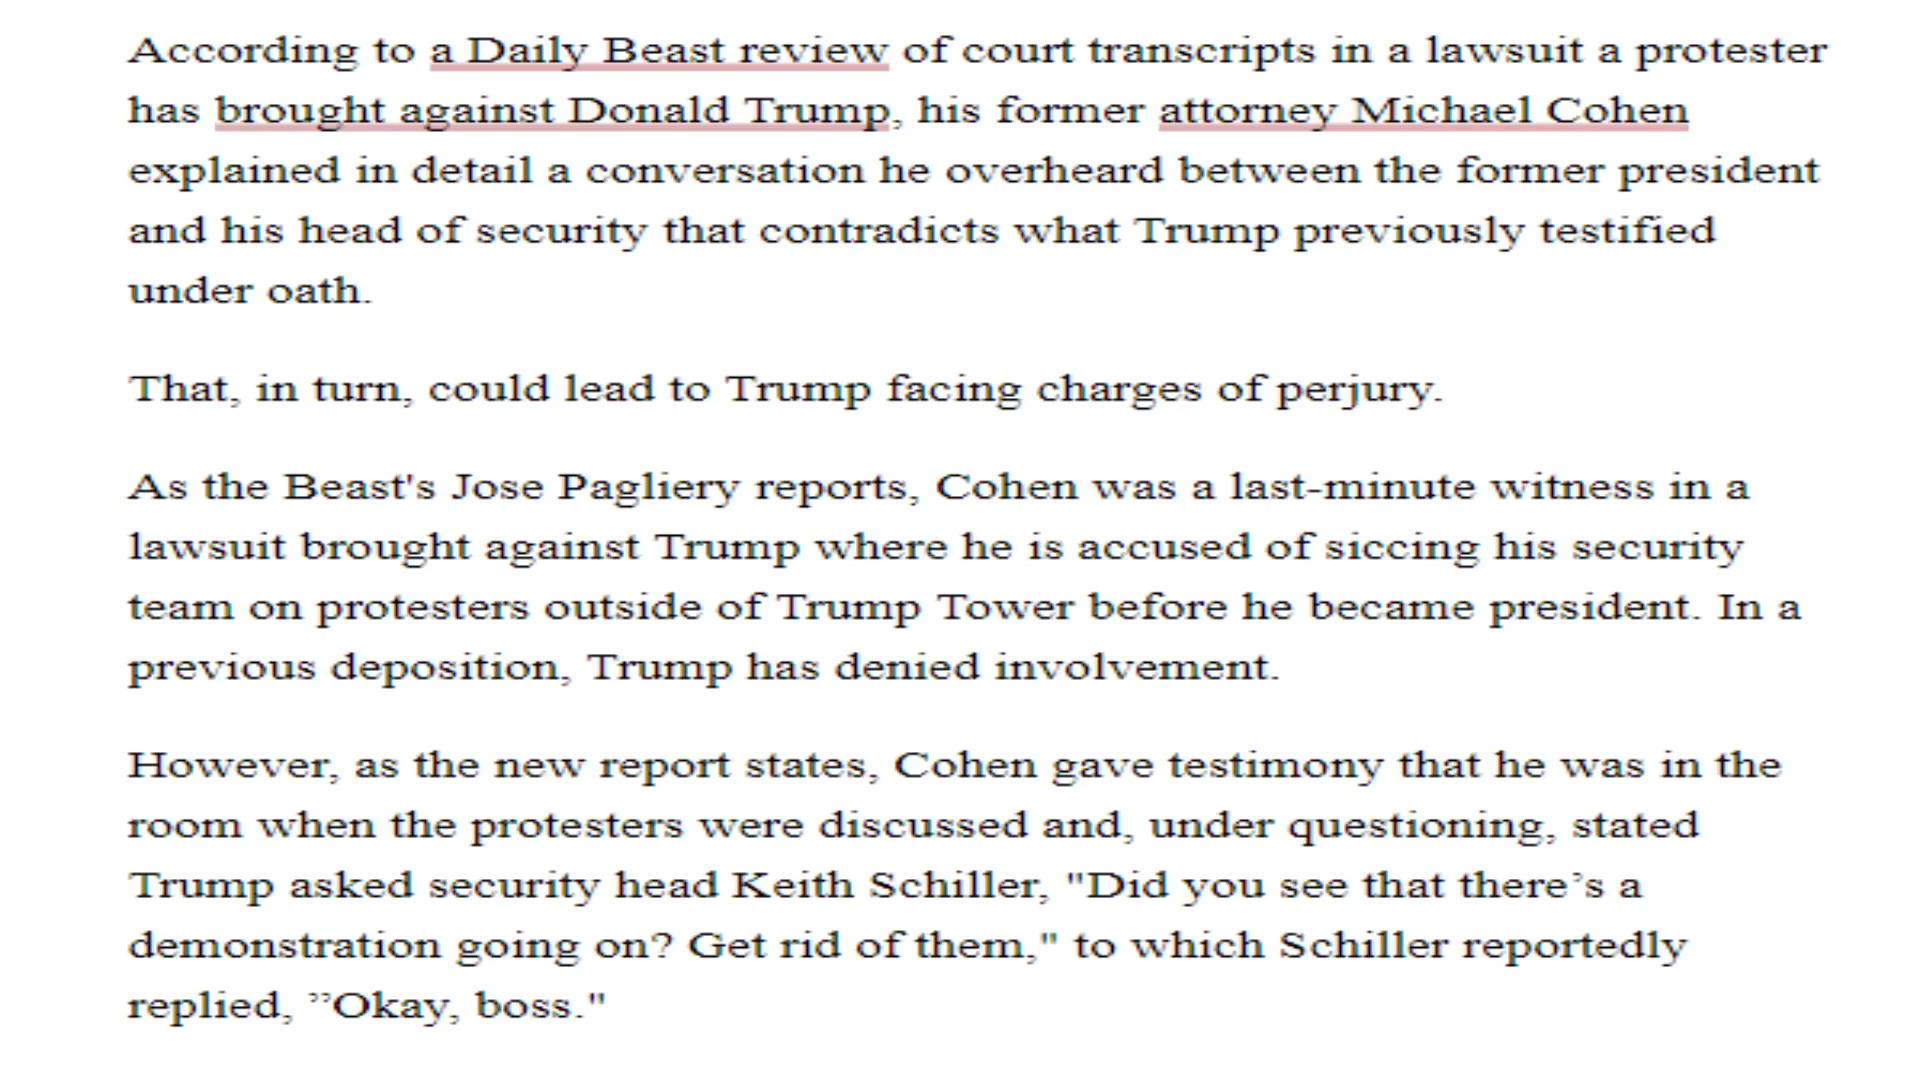 According to a Daily Beast review of court transcripts in a lawsuit a protester
has brought against Donald Trump, his former attorney Michael Cohen
explained in detail a conversation he overheard between the former president
and his head of security that contradicts what Trump previously testified
under oath.
That, in turn, could lead to Trump facing charges of perjury.
As the Beast's Jose Pagliery reports, Cohen was a last-minute witness in a
lawsuit brought against Trump where he is accused of siccing his security
team on protesters outside of Trump Tower before he became president. In a
previous deposition, Trump has denied involvement.
However, as the new report states, Cohen gave testimony that he was in the
room when the protesters were discussed and, under questioning, stated
Trump asked security head Keith Schiller, "Did you see that there’s a
demonstration going on? Get rid of them," to which Schiller reportedly
replied, ”Okay, boss."